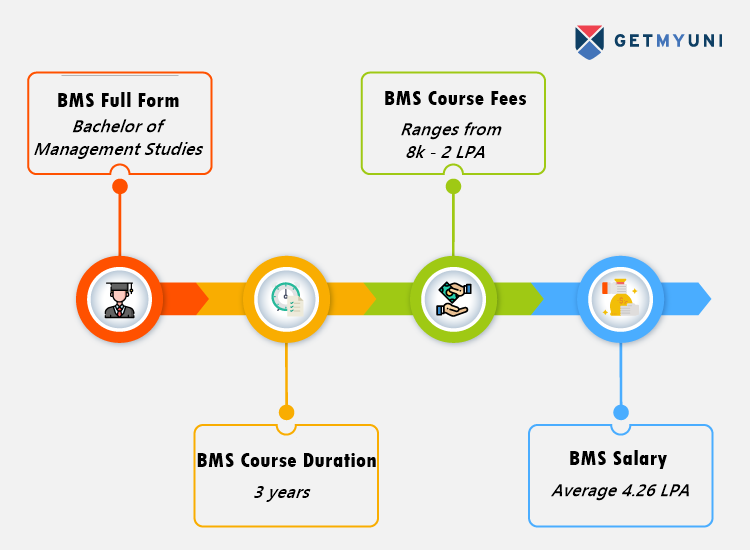 GETMYUNI
BMS Full Form
Bachelor of
Management Studies
BMS Course Fees
Ranges from
8k - 2 LPA
BMS Course Duration
3 years
BMS Salary
Average 4.26 LPA